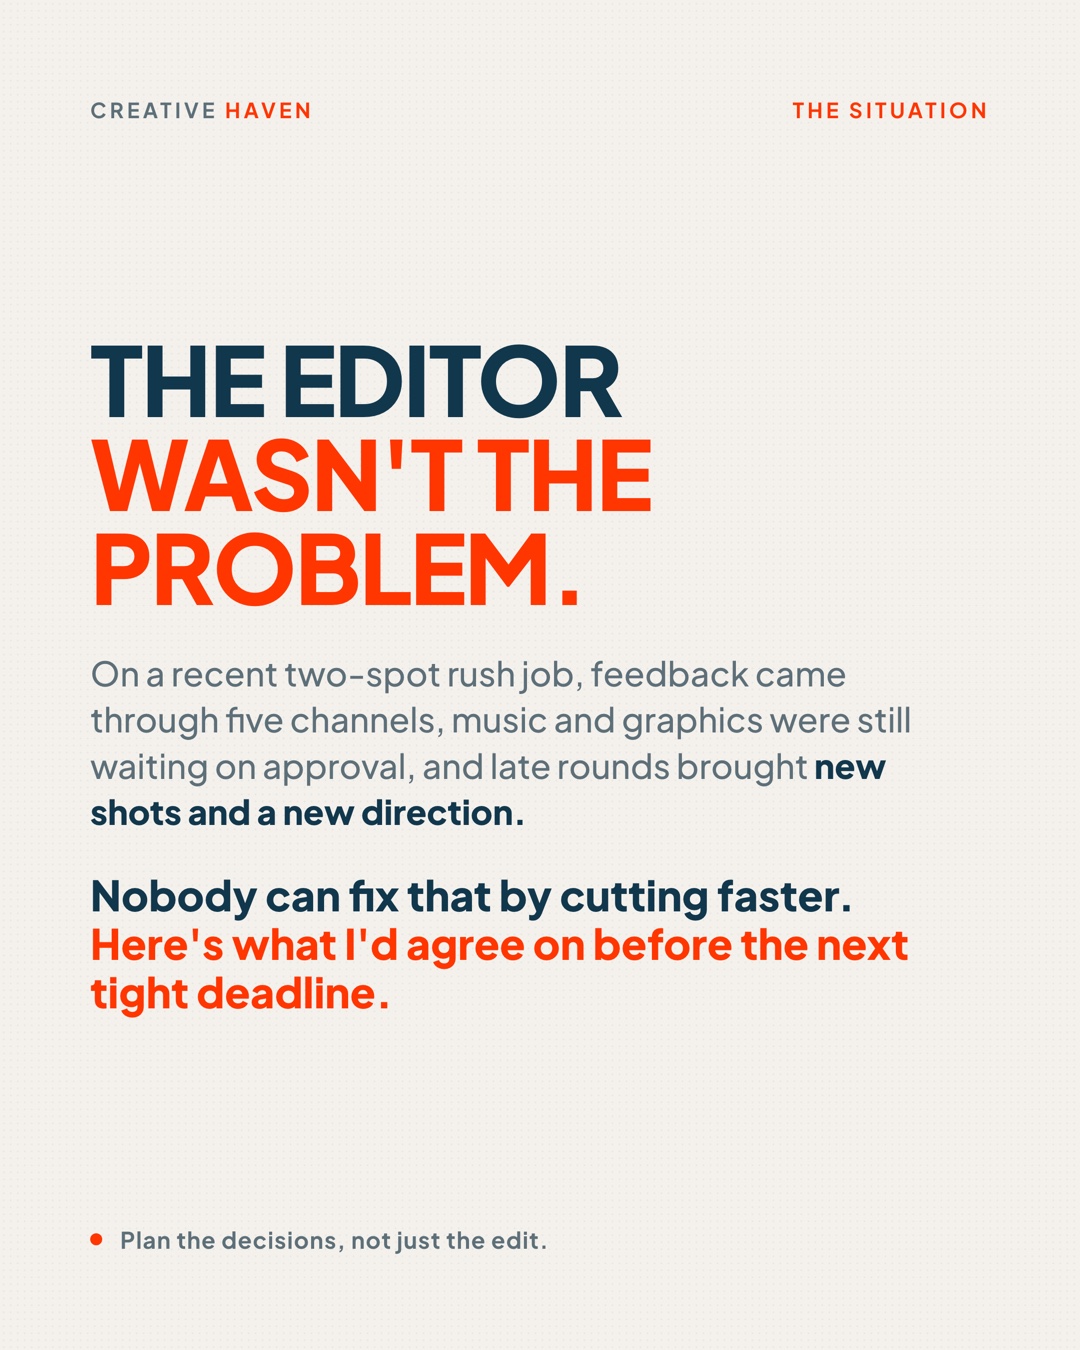 CREATIVE HAVEN
THE SITUATION
THE EDITOR
WASN'T THE
PROBLEM.
On a recent two-spot rush job, feedback came
through five channels, music and graphics were still
waiting on approval, and late rounds brought new
shots and a new direction.
Nobody can fix that by cutting faster.
Here's what I'd agree on before the next
tight deadline.
Plan the decisions, not just the edit.